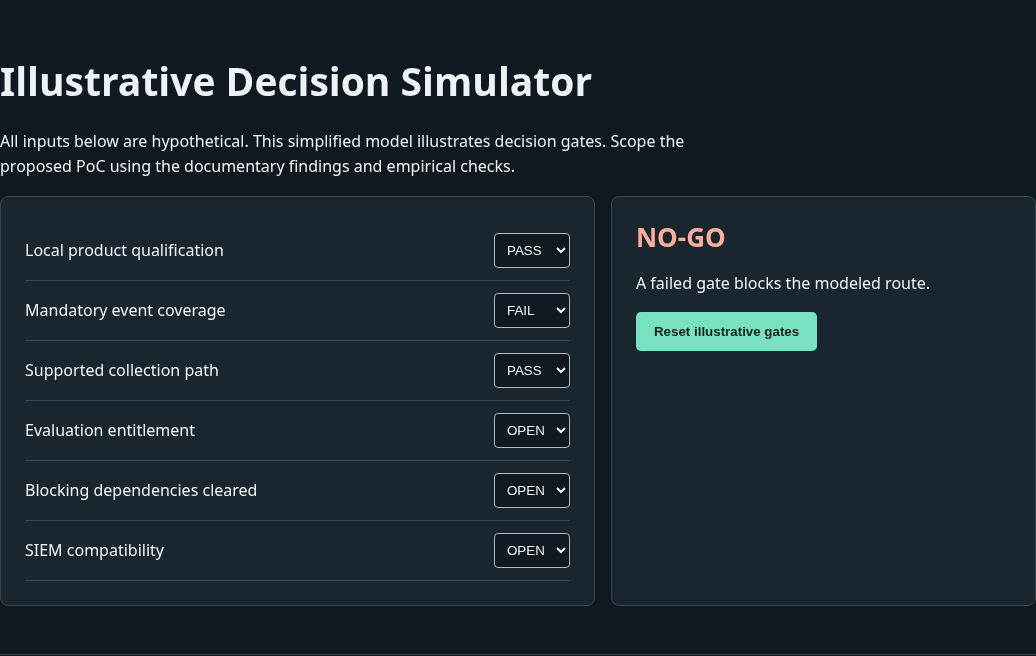 Illustrative Decision Simulator
All inputs below are hypothetical. This simplified model illustrates decision gates. Scope the
proposed PoC using the documentary findings and empirical checks.
Local product qualification PASS
Mandatory event coverage FAIL
Supported collection path PASS
Evaluation entitlement OPEN
Blocking dependencies cleared OPEN
SIEM compatibility OPEN
NO-GO
A failed gate blocks the modeled route.
Reset illustrative gates